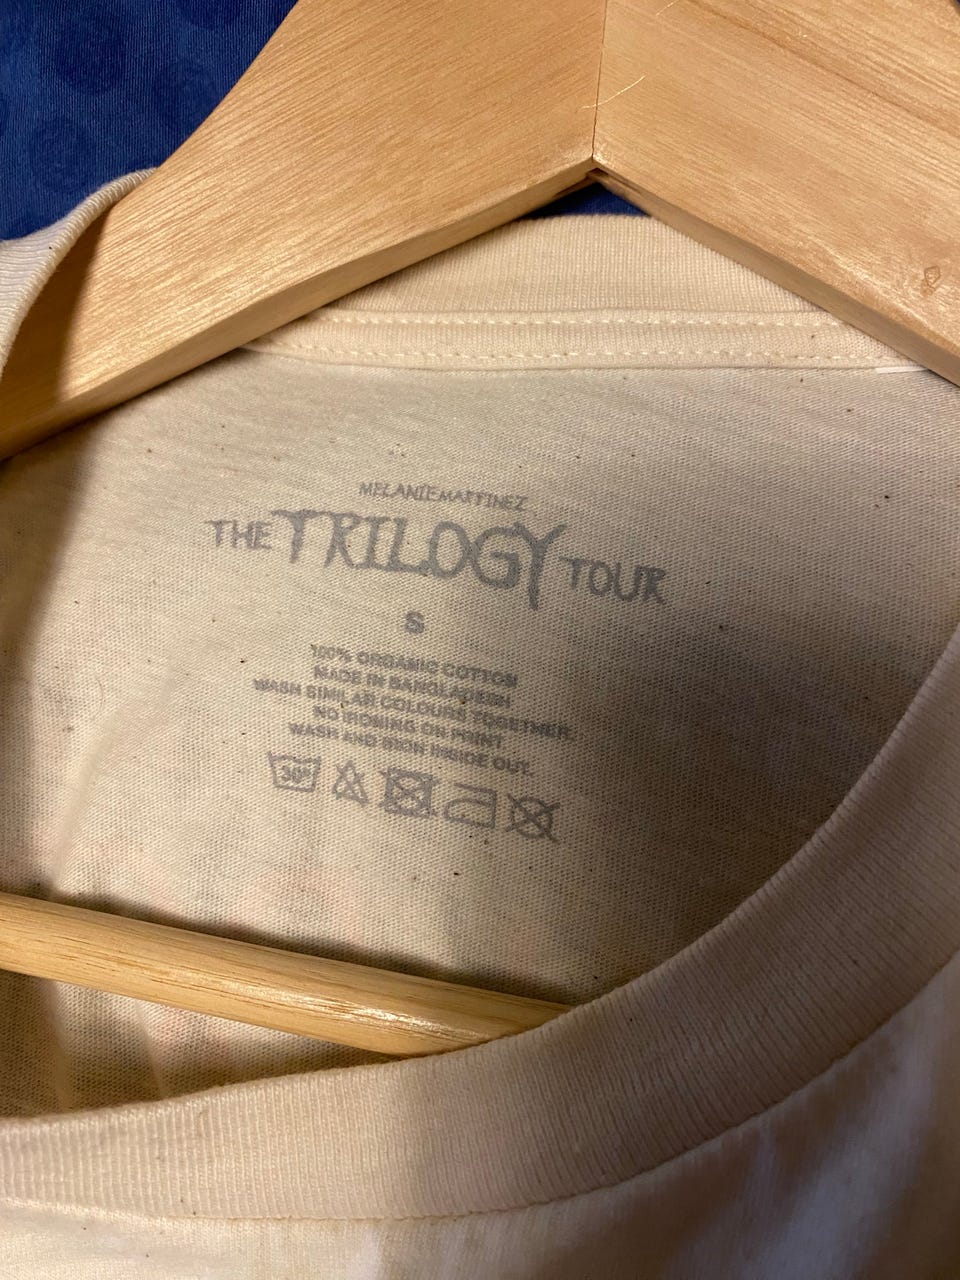 MELANIE MARTINEZ
THE TRILOGY TOUR
S
100% ORGANIC COTTON
MADE IN BANGLADESH
WASH SIMILAR COLOURS TOGETHER.
NO IRONING ON PRINT.
WASH AND IRON INSIDE OUT.
30°